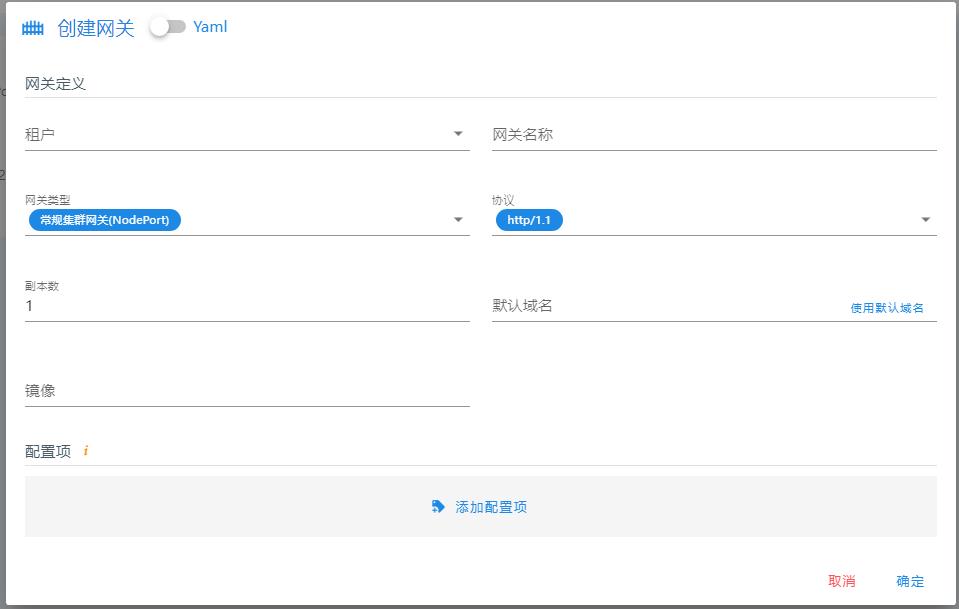 创建网关 Yaml
网关定义
租户 网关名称
网关类型 协议
常规集群网关(NodePort) http/1.1
副本数
1 默认域名 使用默认域名
镜像
配置项 i
添加配置项
取消 确定